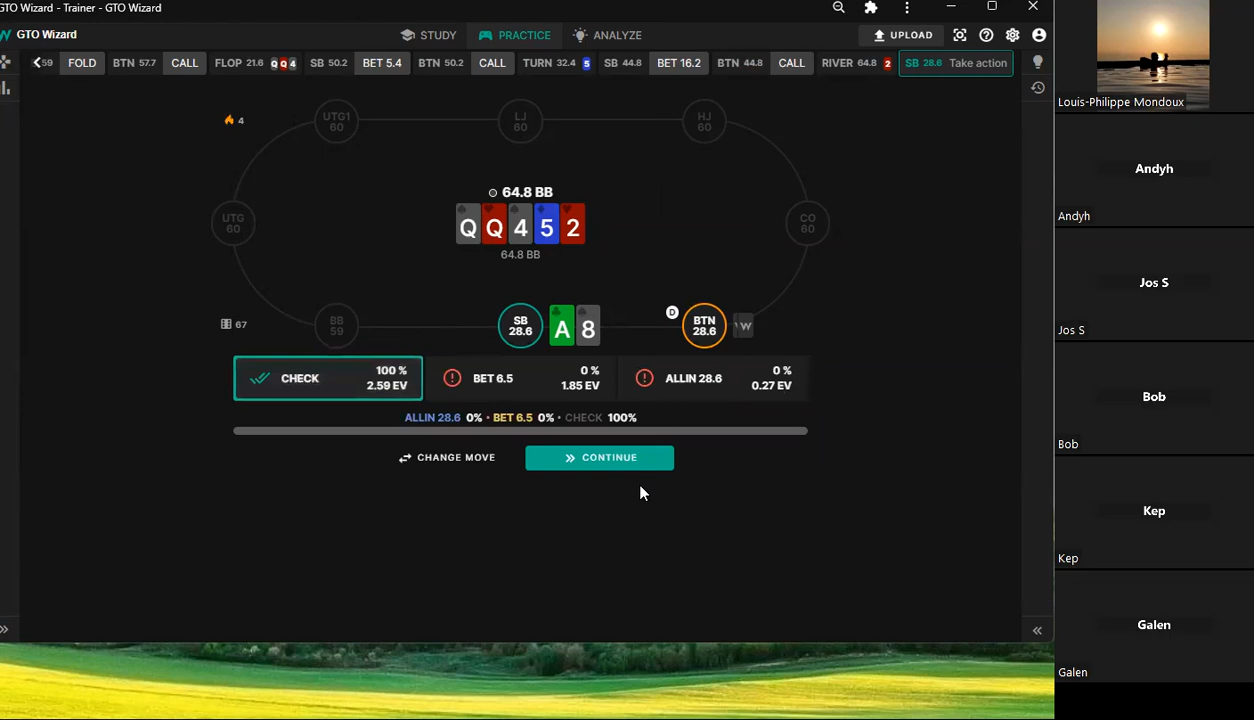 GTO Wizard - Trainer - GTO Wizard
GTO Wizard
STUDY
PRACTICE
ANALYZE
UPLOAD
59
FOLD
BTN 57.7
CALL
FLOP 21.6 Q Q 4
SB 50.2
BET 5.4
BTN 50.2
CALL
TURN 32.4 5
SB 44.8
BET 16.2
BTN 44.8
CALL
RIVER 64.8 2
SB 28.6 Take action
4
UTG1
60
LJ
60
HJ
60
64.8 BB
Q Q 4 5 2
64.8 BB
UTG
60
CO
60
67
BB
59
SB
28.6
A 8
D
BTN
28.6
W
CHECK
100 %
2.59 EV
BET 6.5
0 %
1.85 EV
ALLIN 28.6
0 %
0.27 EV
ALLIN 28.6 0% • BET 6.5 0% • CHECK 100%
CHANGE MOVE
CONTINUE
Louis-Philippe Mondoux
Andyh
Andyh
Jos S
Jos S
Bob
Bob
Kep
Kep
Galen
Galen